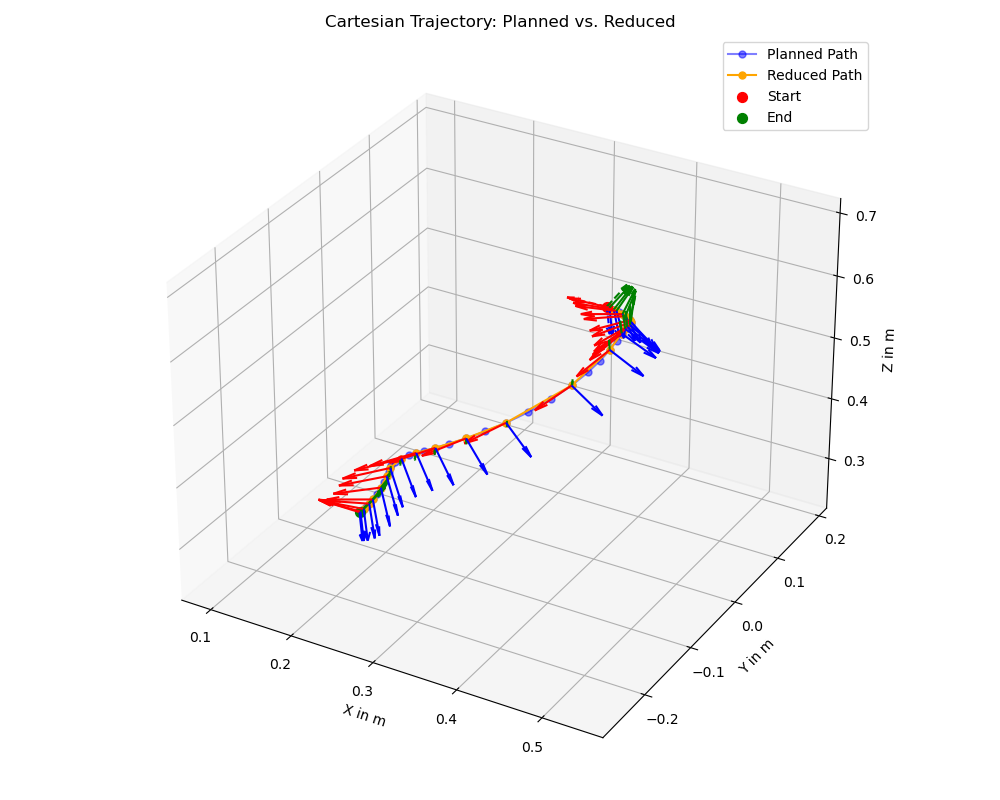 Cartesian Trajectory: Planned vs. Reduced
Planned Path
Reduced Path
Start
End
0.7
0.6
0.5
0.4
0.3
Z in m
0.2
0.1
0.0
−0.1
−0.2
Y in m
0.1
0.2
0.3
0.4
0.5
X in m